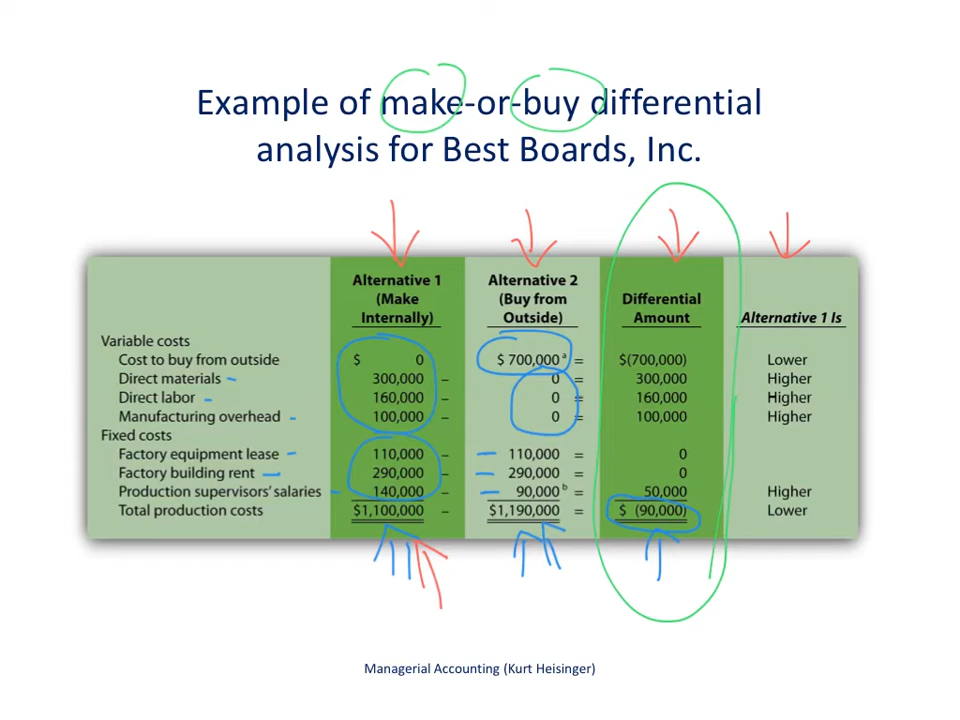 Example of make-or-buy differential
analysis for Best Boards, Inc.
Alternative 1 (Make Internally) Alternative 2 (Buy from Outside) Differential Amount Alternative 1 Is
Variable costs
Cost to buy from outside $ 0 $ 700,000 a = $(700,000) Lower
Direct materials 300,000 – 0 = 300,000 Higher
Direct labor 160,000 – 0 = 160,000 Higher
Manufacturing overhead 100,000 – 0 = 100,000 Higher
Fixed costs
Factory equipment lease 110,000 – 110,000 = 0
Factory building rent 290,000 – 290,000 = 0
Production supervisors' salaries 140,000 – 90,000 b = 50,000 Higher
Total production costs $1,100,000 – $1,190,000 = $ (90,000) Lower
Managerial Accounting (Kurt Heisinger)